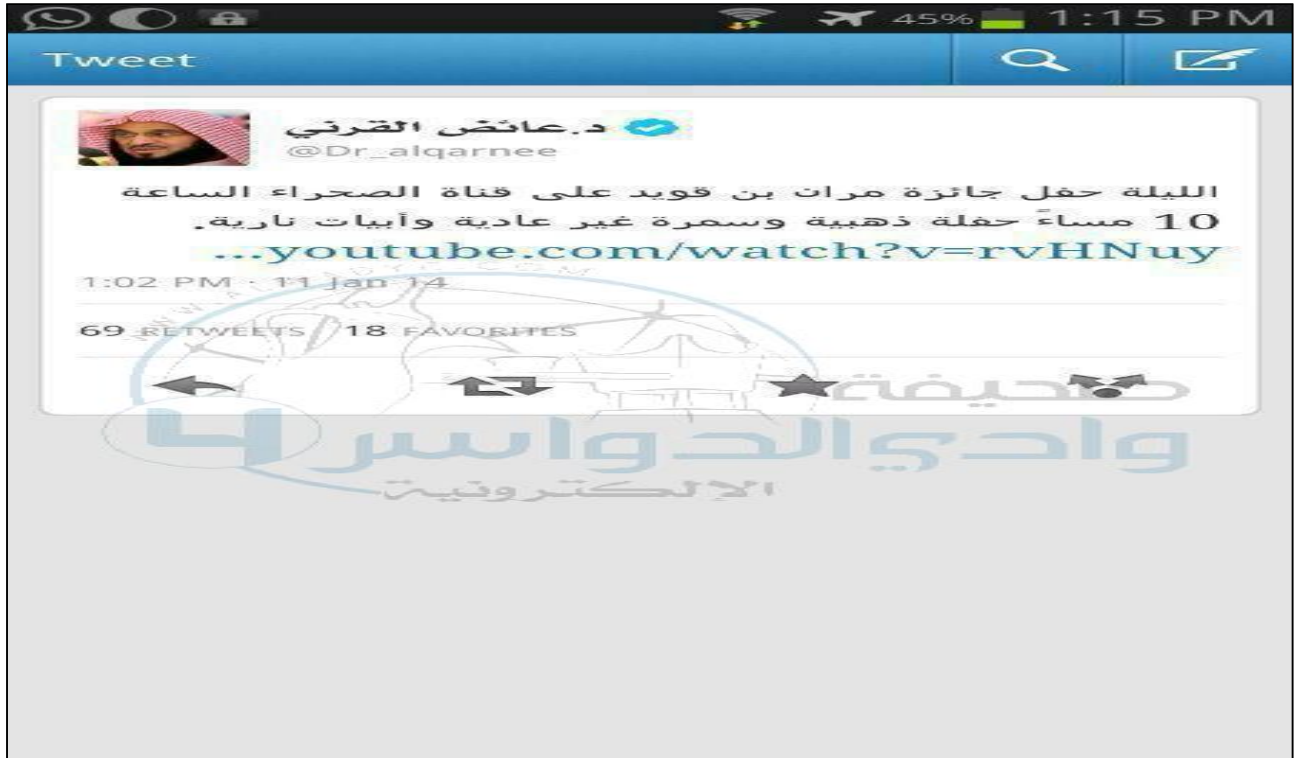 45% 1:15 PM
Tweet
د.عائض القرني
@Dr_alqarnee
الليلة حفل جائزة مران بن قويد على قناة الصحراء الساعة
10 مساءً حفلة ذهبية وسمرة غير عادية وأبيات نارية.
youtube.com/watch?v=rvHNuy...
1:02 PM · 11 Jan 14
69 RETWEETS 18 FAVORITES
صحيفة
وادي الدواسر 4
الالكترونية